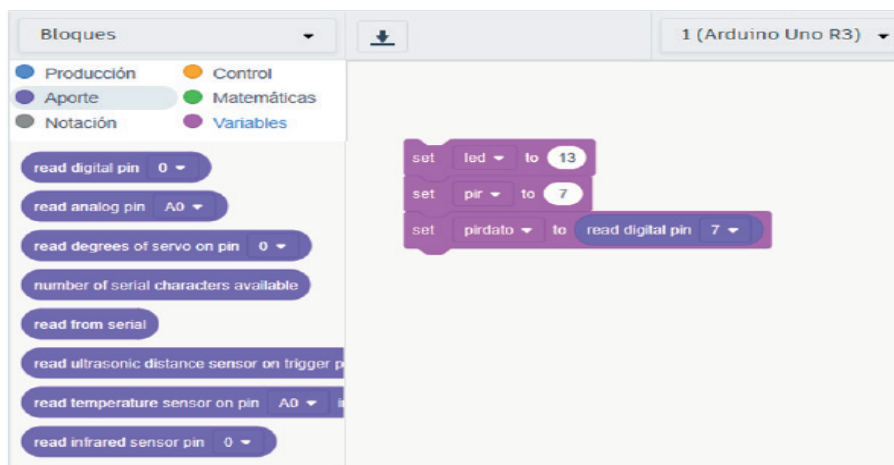 Bloques
1 (Arduino Uno R3)
Producción
Control
Aporte
Matemáticas
Notación
Variables
read digital pin 0
read analog pin A0
read degrees of servo on pin 0
number of serial characters available
read from serial
read ultrasonic distance sensor on trigger p
read temperature sensor on pin A0 i
read infrared sensor pin 0
set led to 13
set pir to 7
set pirdato to read digital pin 7